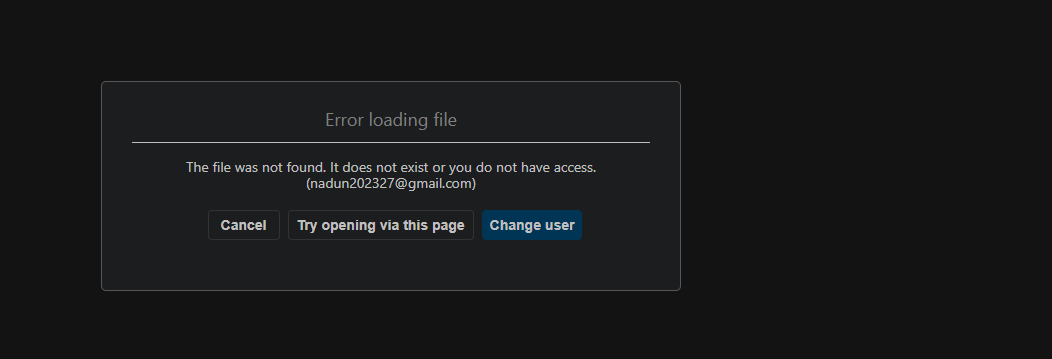 Error loading file
The file was not found. It does not exist or you do not have access.
(nadun202327@gmail.com)
Cancel
Try opening via this page
Change user